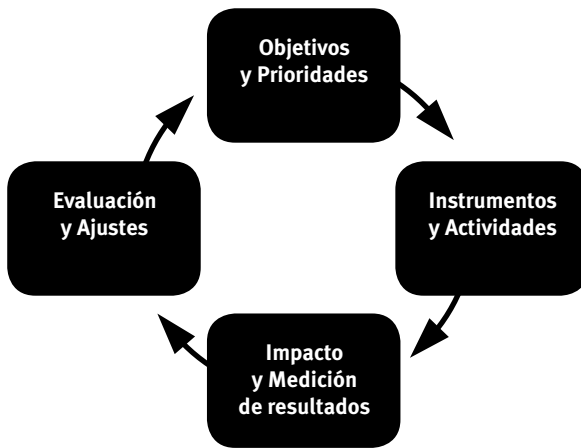 Objetivos
y Prioridades
Instrumentos
y Actividades
Impacto
y Medición
de resultados
Evaluación
y Ajustes